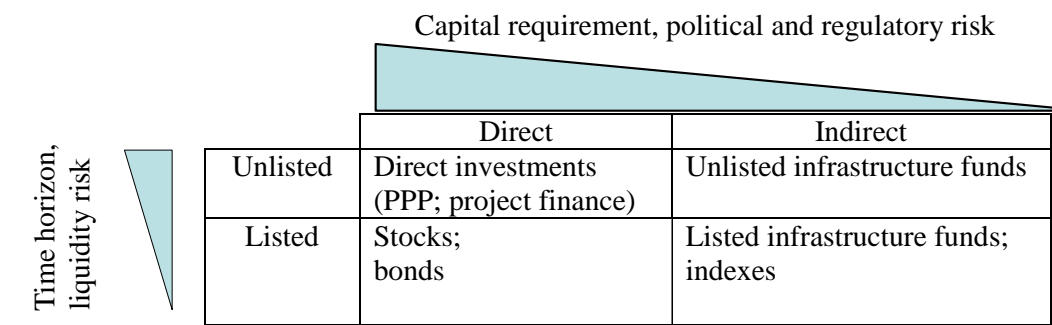 Capital requirement, political and regulatory risk
Direct
Indirect
Time horizon,
liquidity risk
Unlisted
Direct investments
(PPP; project finance)
Unlisted infrastructure funds
Listed
Stocks;
bonds
Listed infrastructure funds;
indexes